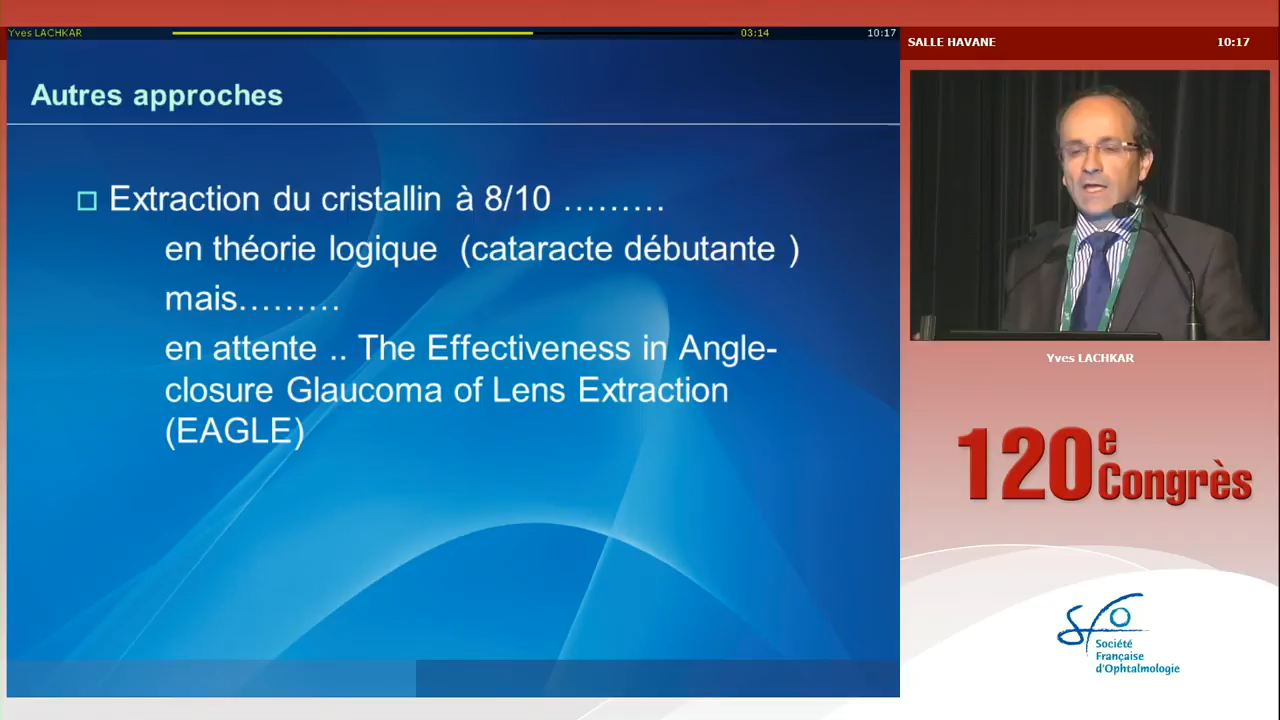 Yves LACHKAR
03:14
10:17
Autres approches
Extraction du cristallin à 8/10 .........
en théorie logique (cataracte débutante )
mais.........
en attente .. The Effectiveness in Angle-
closure Glaucoma of Lens Extraction
(EAGLE)
SALLE HAVANE
10:17
Yves LACHKAR
120e
Congrès
sfo
Société
Française
d'Ophtalmologie